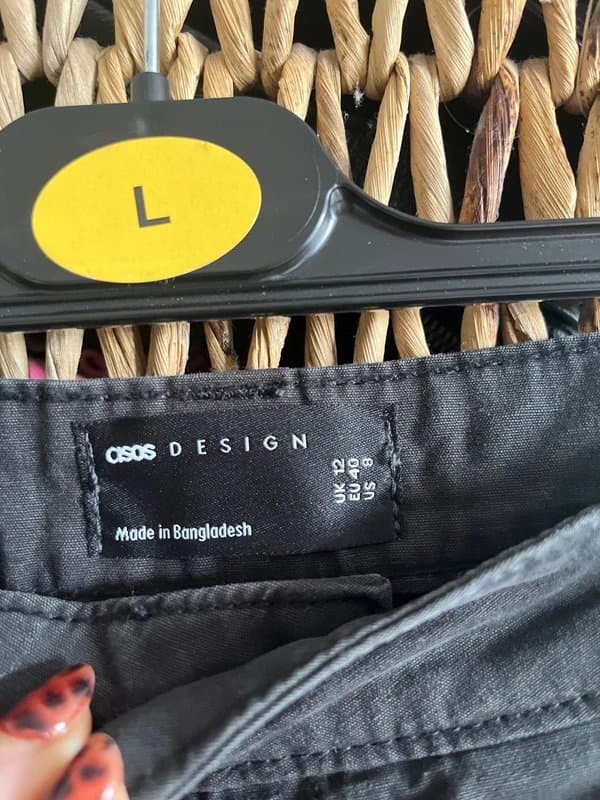 L
asos DESIGN
UK 12
EU 40
US 8
Made in Bangladesh